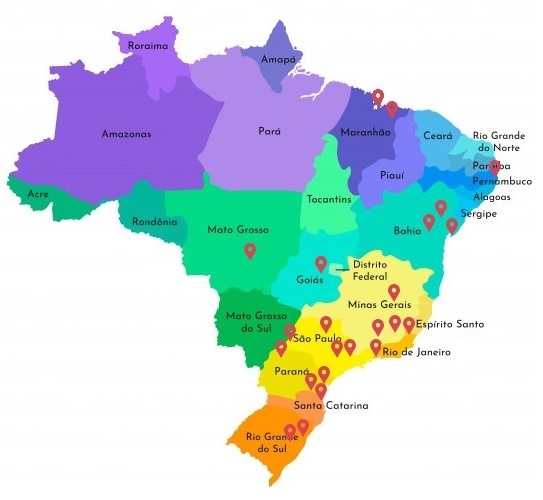 Roraima
Amapá
Amazonas
Pará
Maranhão
Ceará
Rio Grande
do Norte
Paraíba
Pernambuco
Alagoas
Sergipe
Piauí
Acre
Rondônia
Tocantins
Mato Grosso
Bahia
Goiás
Distrito
Federal
Minas Gerais
Mato Grosso
do Sul
São Paulo
Espírito Santo
Rio de Janeiro
Paraná
Santa Catarina
Rio Grande
do Sul